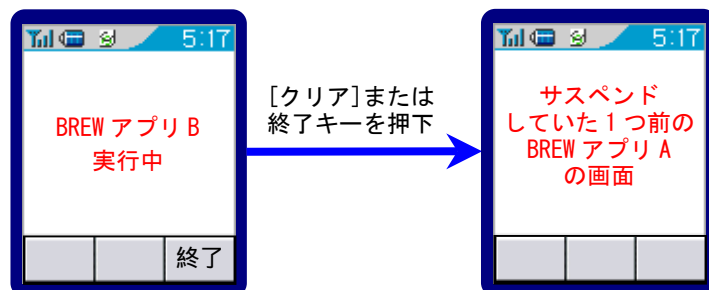 5:17
BREW アプリ B
実行中
終了
[クリア]または
終了キーを押下
5:17
サスペンド
していた 1 つ前の
BREW アプリ A
の画面